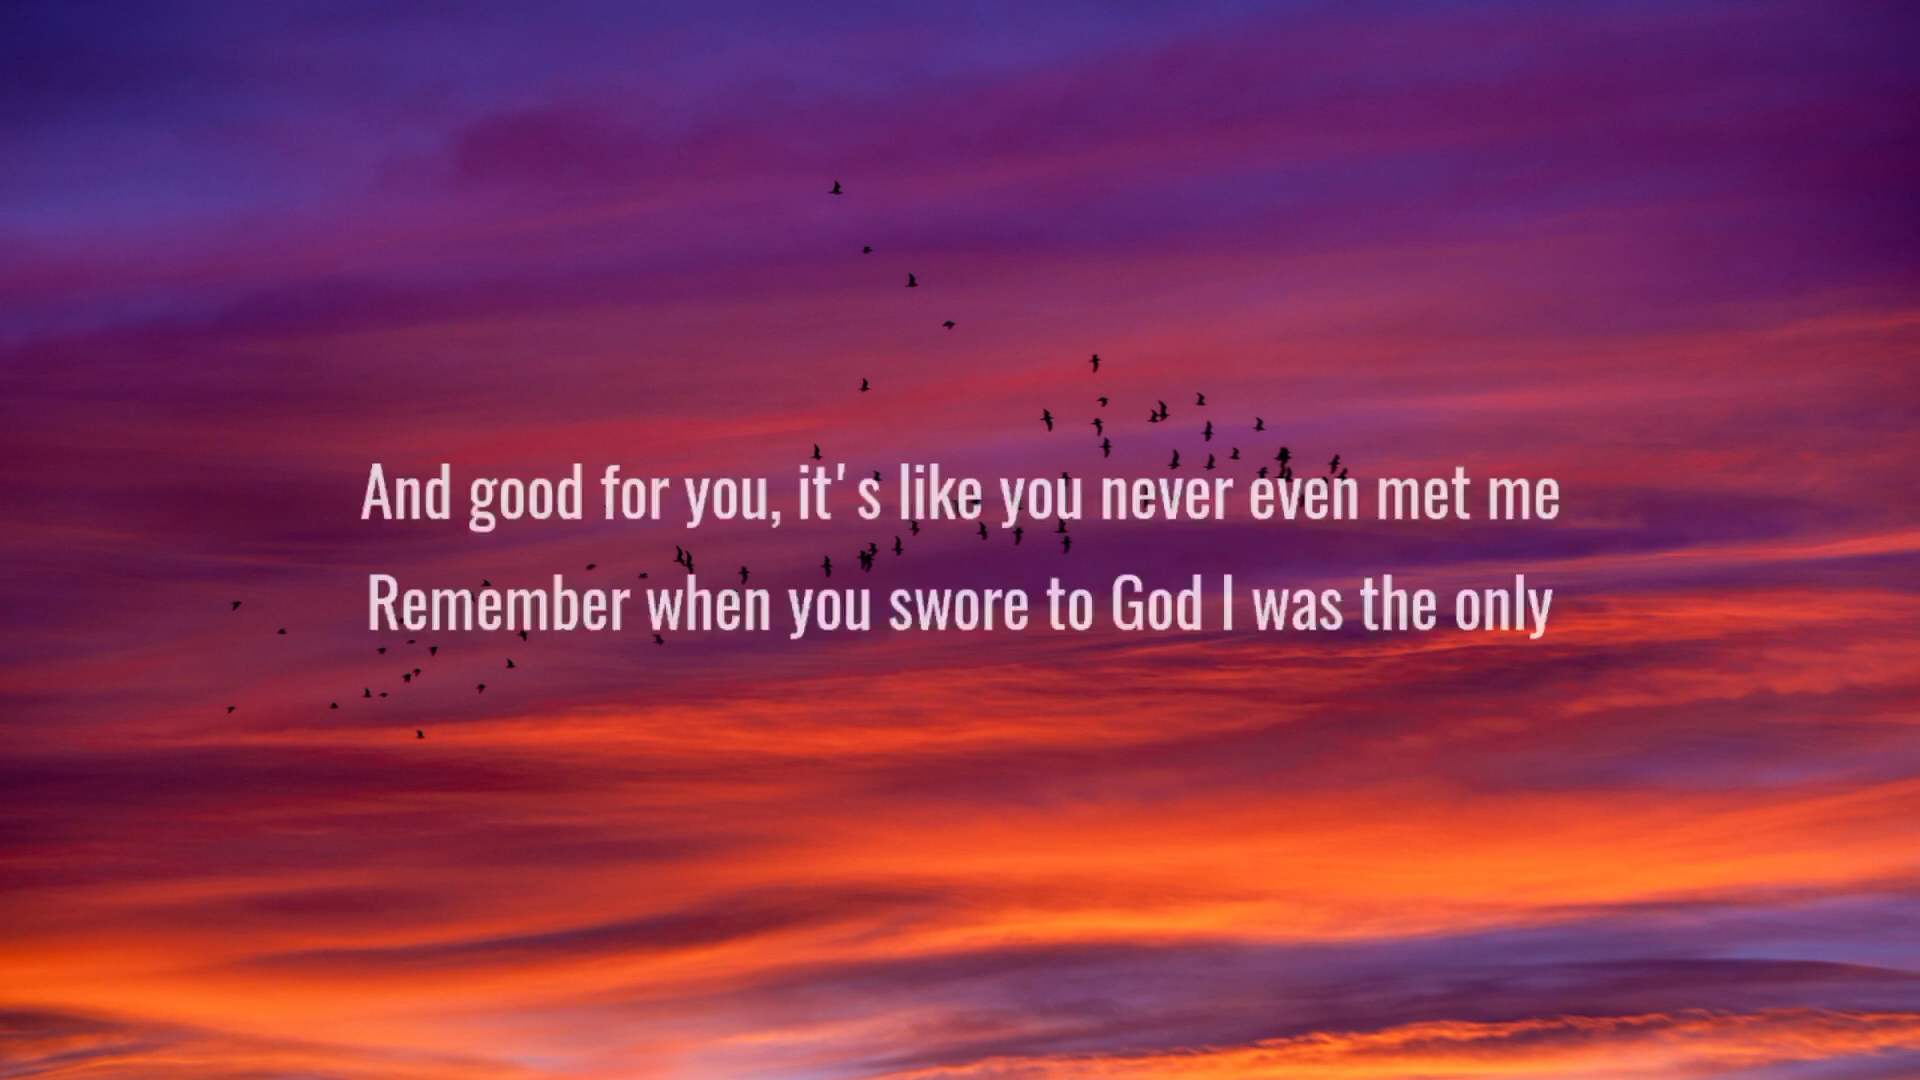 And good for you, it's like you never even met me
Remember when you swore to God I was the only